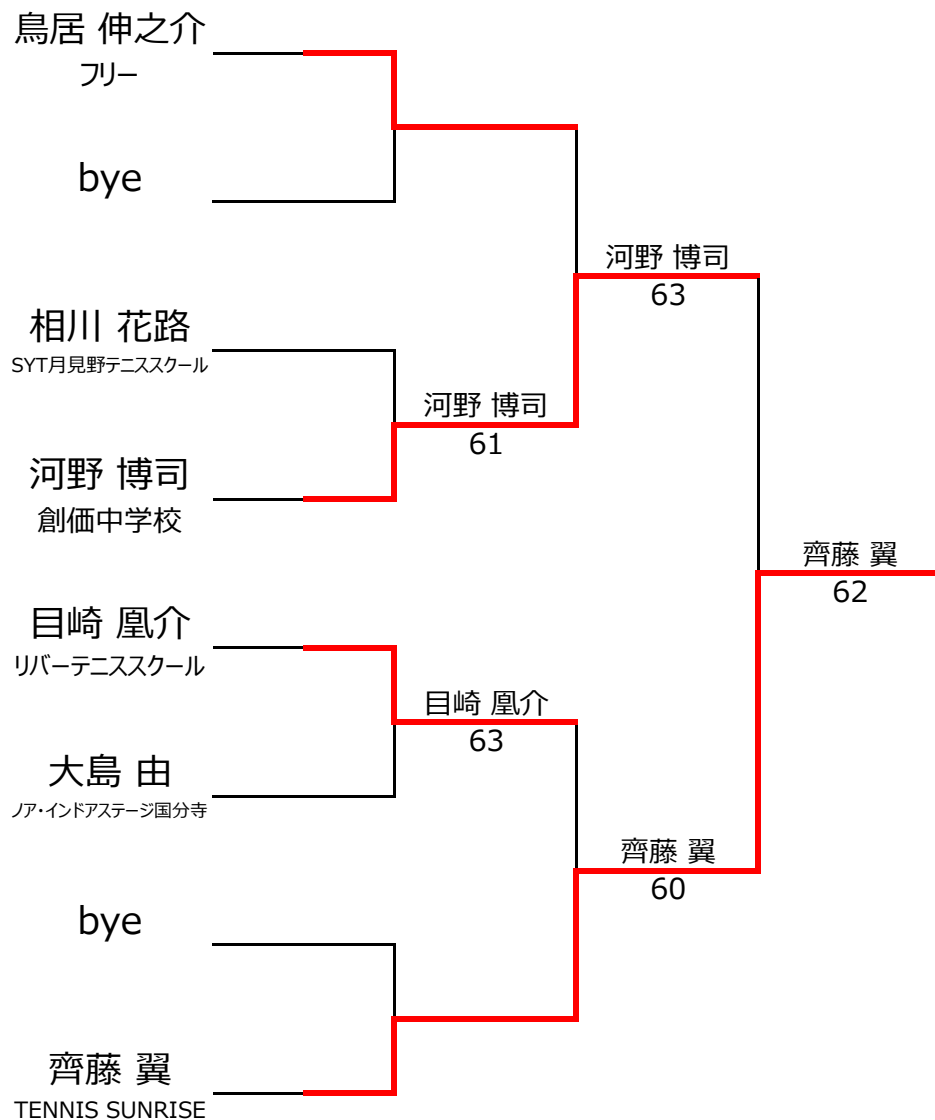 鳥居 伸之介
フリー
bye
河野 博司
63
相川 花路
SYT月見野テニススクール
河野 博司
61
河野 博司
創価中学校
齊藤 翼
62
目崎 凰介
リバーテニススクール
目崎 凰介
63
大島 由
ノア・インドアステージ国分寺
齊藤 翼
60
bye
齊藤 翼
TENNIS SUNRISE